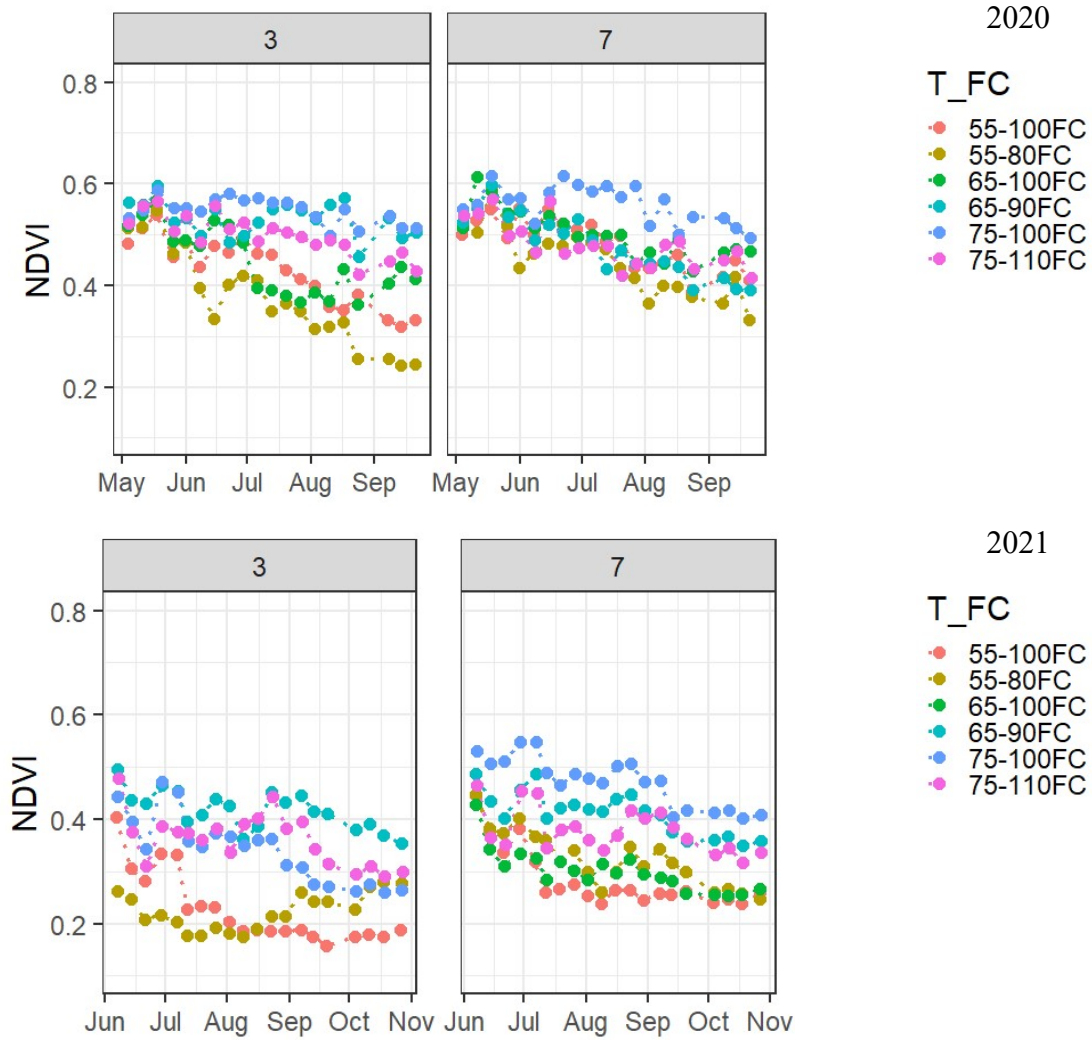 2020
3 7
T_FC
55-100FC
55-80FC
65-100FC
65-90FC
75-100FC
75-110FC
NDVI
0.8
0.6
0.4
0.2
May Jun Jul Aug Sep May Jun Jul Aug Sep
2021
3 7
T_FC
55-100FC
55-80FC
65-100FC
65-90FC
75-100FC
75-110FC
NDVI
0.8
0.6
0.4
0.2
Jun Jul Aug Sep Oct Nov Jun Jul Aug Sep Oct Nov